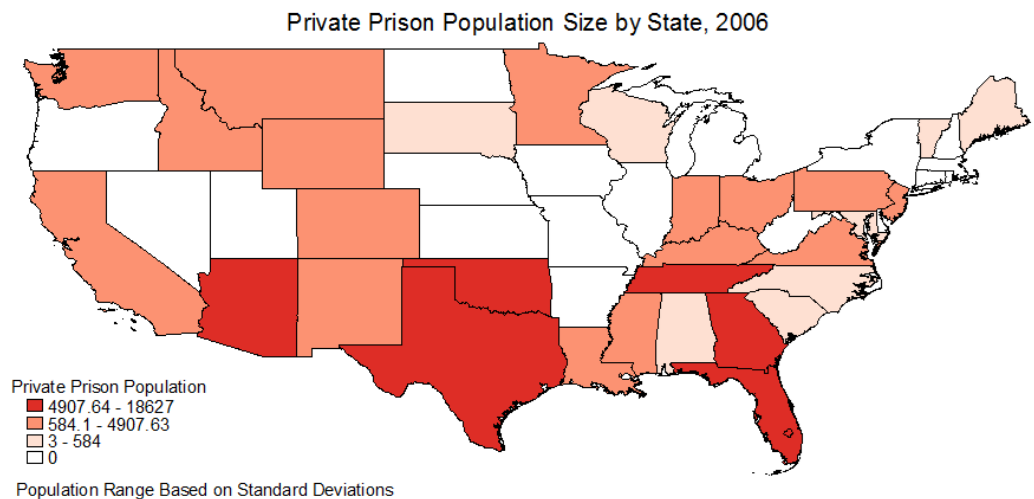 Private Prison Population Size by State, 2006
Private Prison Population
4907.64 - 18627
584.1 - 4907.63
3 - 584
0
Population Range Based on Standard Deviations